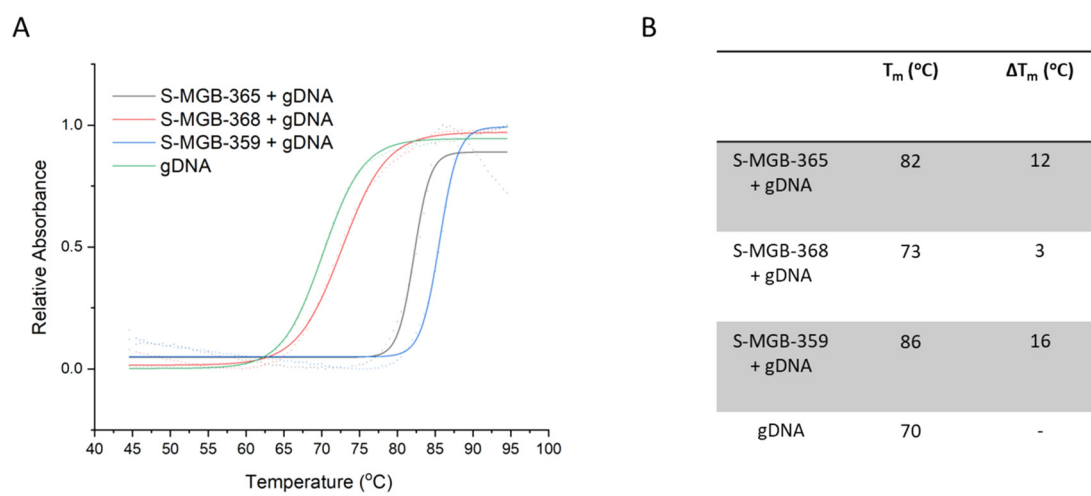 A
S-MGB-365 + gDNA
S-MGB-368 + gDNA
S-MGB-359 + gDNA
gDNA
1.0
0.5
0.0
Relative Absorbance
40 45 50 55 60 65 70 75 80 85 90 95 100
Temperature (°C)
B
Tm (°C) ΔTm (°C)
S-MGB-365 82 12
+ gDNA
S-MGB-368 73 3
+ gDNA
S-MGB-359 86 16
+ gDNA
gDNA 70 -